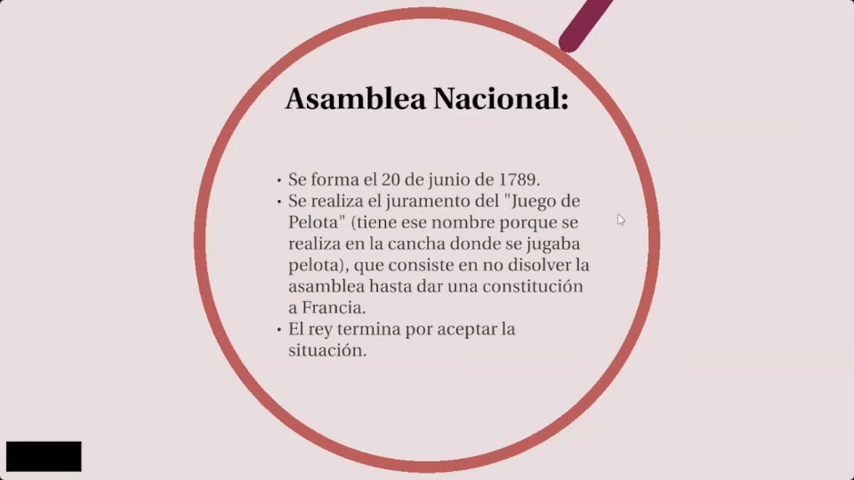 Asamblea Nacional:
• Se forma el 20 de junio de 1789.
• Se realiza el juramento del "Juego de
Pelota" (tiene ese nombre porque se
realiza en la cancha donde se jugaba
pelota), que consiste en no disolver la
asamblea hasta dar una constitución
a Francia.
• El rey termina por aceptar la
situación.